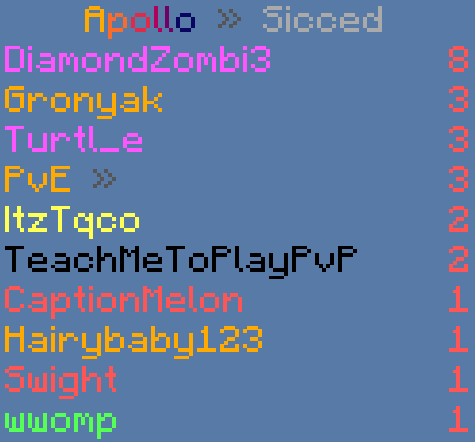 Apollo » Sicced
DiamondZombi3 8
Gronyak 3
Turtl_e 3
PvE » 3
ItzTqco 2
TeachMeToPlayPvP 2
CaptionMelon 1
Hairybaby123 1
Swight 1
wwomp 1